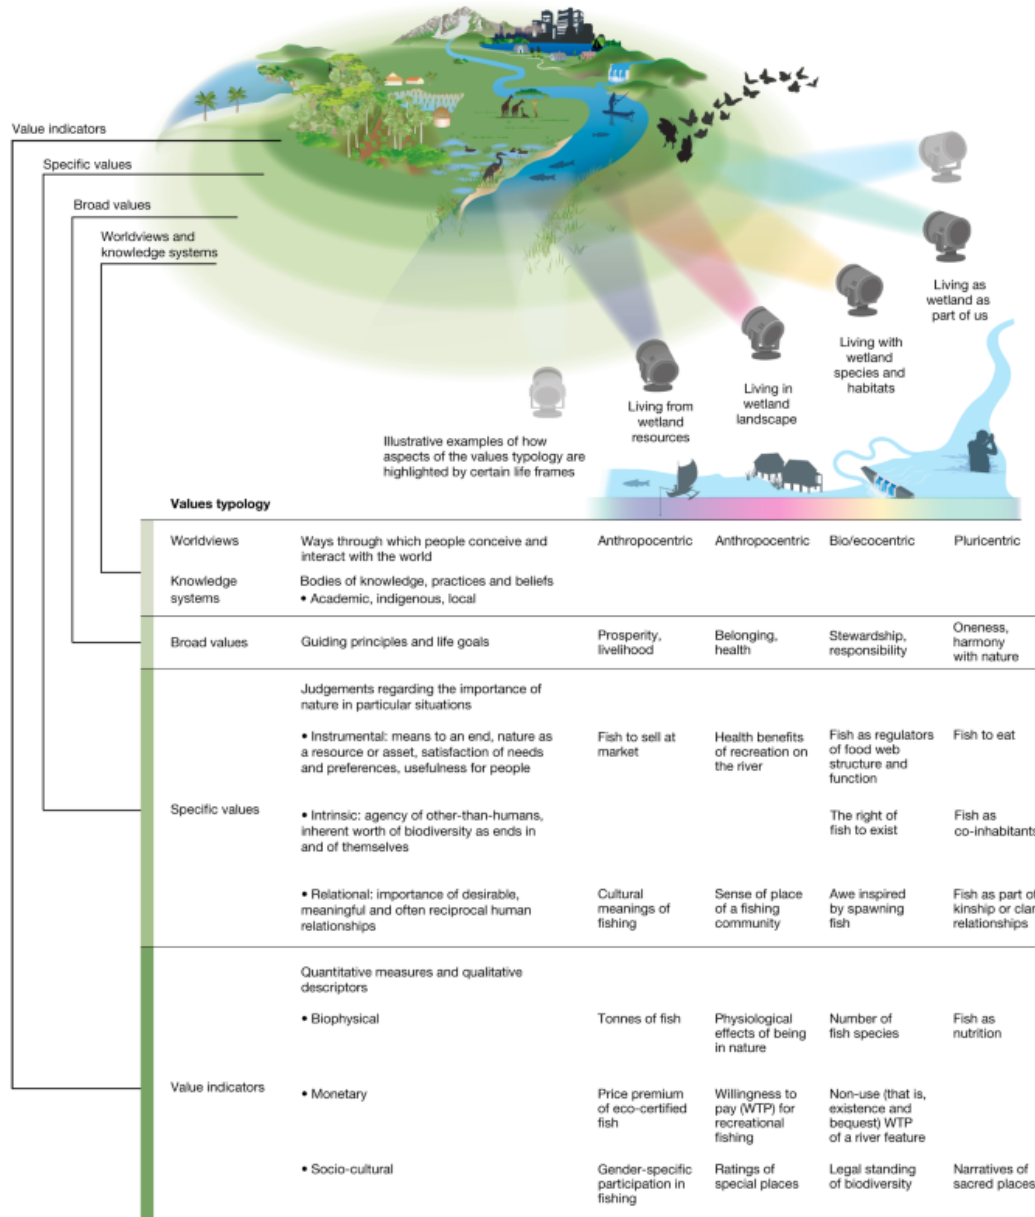 Value indicators
Specific values
Broad values
Worldviews and
knowledge systems
Living as
wetland as
part of us
Living with
wetland
species and
habitats
Living in
wetland
landscape
Living from
wetland
resources
Illustrative examples of how
aspects of the values typology are
highlighted by certain life frames
Values typology
Worldviews
Ways through which people conceive and
interact with the world
Anthropocentric
Anthropocentric
Bio/ecocentric
Pluricentric
Knowledge
systems
Bodies of knowledge, practices and beliefs
• Academic, indigenous, local
Broad values
Guiding principles and life goals
Prosperity,
livelihood
Belonging,
health
Stewardship,
responsibility
Oneness,
harmony
with nature
Specific values
Judgements regarding the importance of
nature in particular situations
• Instrumental: means to an end, nature as
a resource or asset, satisfaction of needs
and preferences, usefulness for people
Fish to sell at
market
Health benefits
of recreation on
the river
Fish as regulators
of food web
structure and
function
Fish to eat
• Intrinsic: agency of other-than-humans,
inherent worth of biodiversity as ends in
and of themselves
The right of
fish to exist
Fish as
co-inhabitants
• Relational: importance of desirable,
meaningful and often reciprocal human
relationships
Cultural
meanings of
fishing
Sense of place
of a fishing
community
Awe inspired
by spawning
fish
Fish as part of
kinship or clan
relationships
Value indicators
Quantitative measures and qualitative
descriptors
• Biophysical
Tonnes of fish
Physiological
effects of being
in nature
Number of
fish species
Fish as
nutrition
• Monetary
Price premium
of eco-certified
fish
Willingness to
pay (WTP) for
recreational
fishing
Non-use (that is,
existence and
bequest) WTP
of a river feature
• Socio-cultural
Gender-specific
participation in
fishing
Ratings of
special places
Legal standing
of biodiversity
Narratives of
sacred places